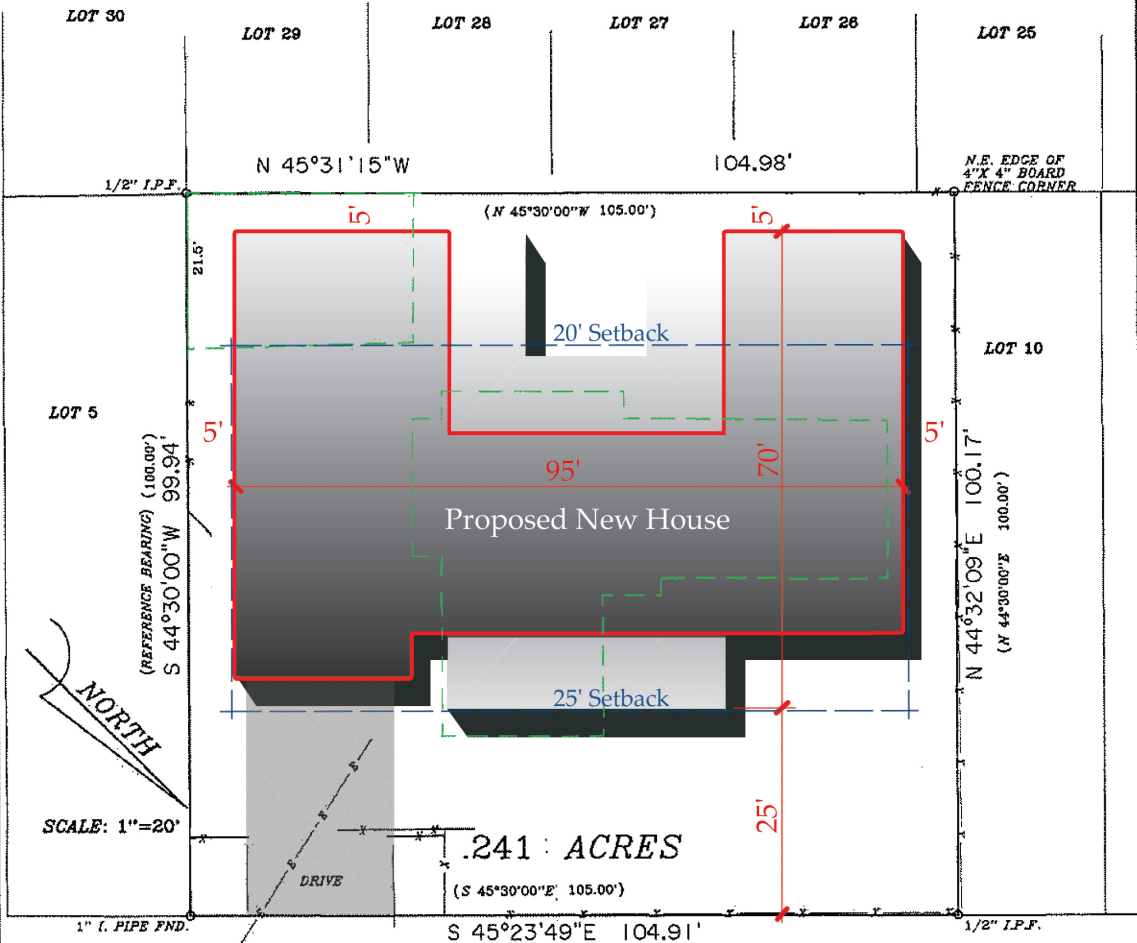 LOT 30
LOT 29
LOT 28
LOT 27
LOT 26
LOT 25
N 45°31'15"W
104.98'
1/2" I.P.F.
(N 45°30'00"W 105.00')
N.E. EDGE OF
4"X 4" BOARD
FENCE CORNER
5'
5'
21.5'
20' Setback
LOT 10
LOT 5
5'
5'
95'
70'
Proposed New House
(REFERENCE BEARING) (100.00')
S 44°30'00"W 99.94'
N 44°32'09"E 100.17'
(N 44°30'00"E 100.00')
25' Setback
NORTH
25'
SCALE: 1"=20'
.241 ACRES
DRIVE
(S 45°30'00"E 105.00')
1" I. PIPE FND.
S 45°23'49"E 104.91'
1/2" I.P.F.
x
E
E
E
E